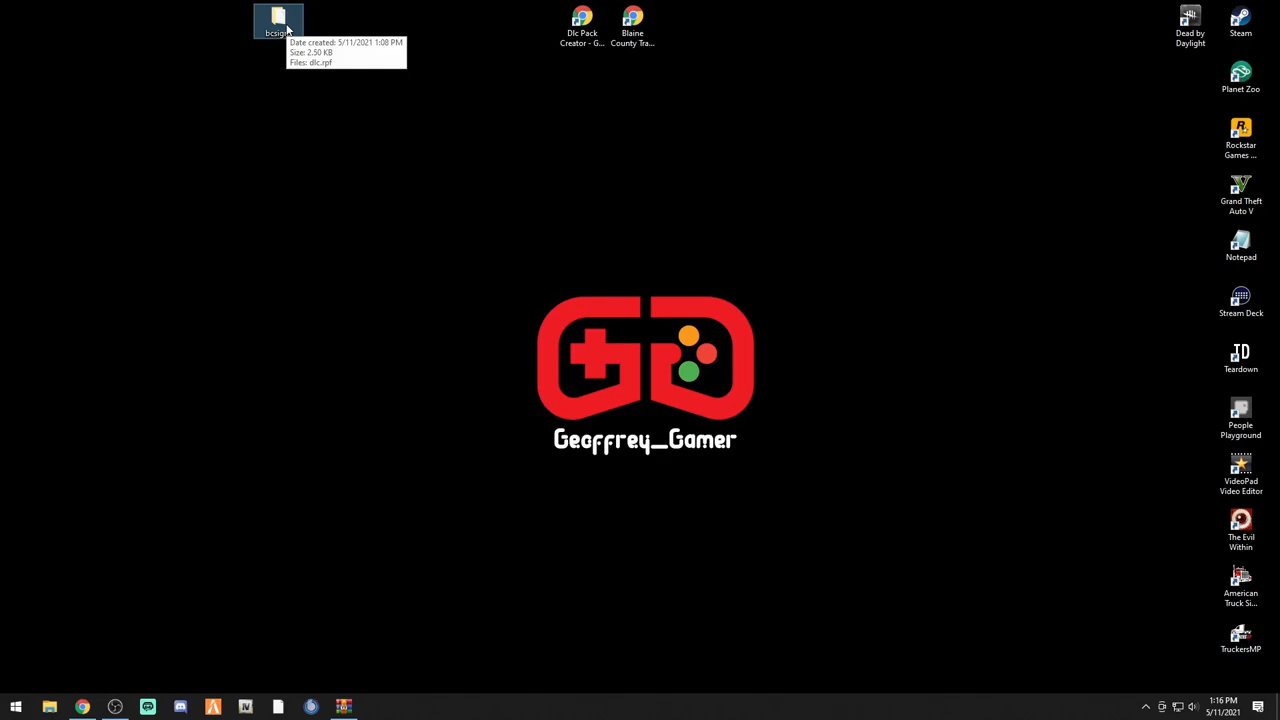 bcsign
Date created: 5/11/2021 1:08 PM
Size: 2.50 KB
Files: dlc.rpf
Dlc Pack
Creator - G...
Blaine
County Tra...
Dead by
Daylight
Steam
Planet Zoo
Rockstar
Games ...
Grand Theft
Auto V
Notepad
Stream Deck
TD
Teardown
People
Playground
VideoPad
Video Editor
The Evil
Within
American
Truck Si...
TruckersMP
Geoffrey_Gamer
1:16 PM
5/11/2021